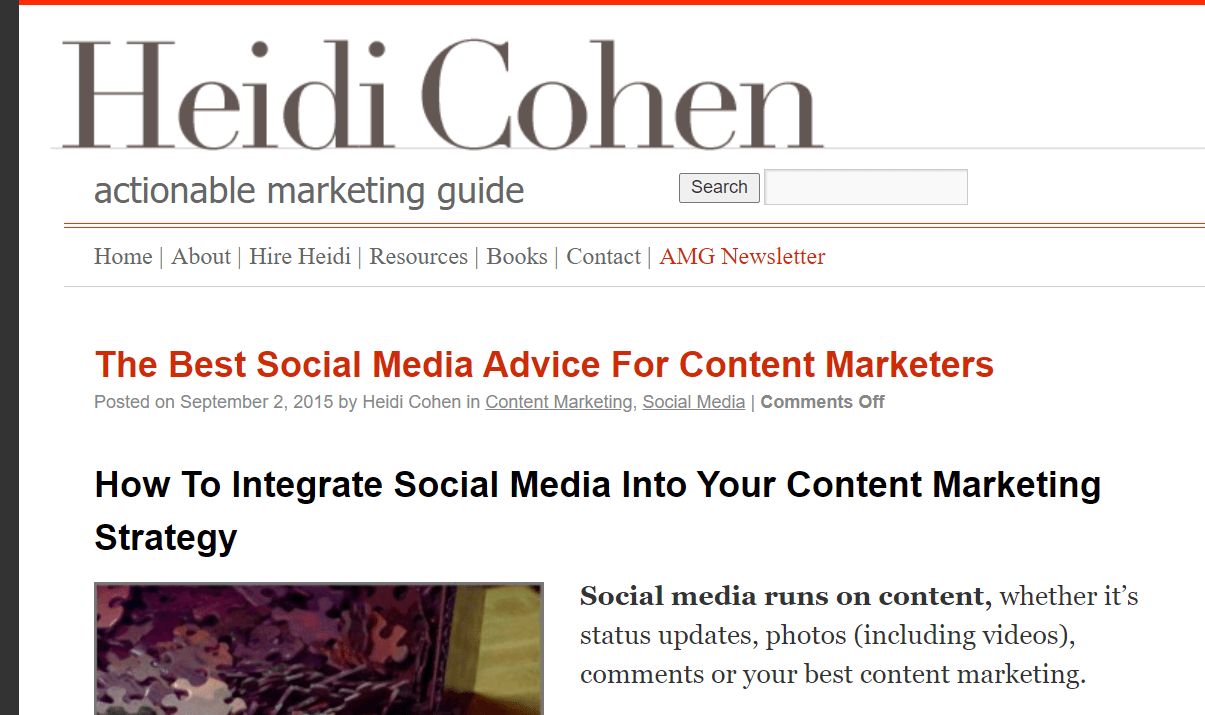 Heidi Cohen
actionable marketing guide
Search
Home | About | Hire Heidi | Resources | Books | Contact | AMG Newsletter
The Best Social Media Advice For Content Marketers
Posted on September 2, 2015 by Heidi Cohen in Content Marketing, Social Media | Comments Off
How To Integrate Social Media Into Your Content Marketing
Strategy
Social media runs on content, whether it’s
status updates, photos (including videos),
comments or your best content marketing.